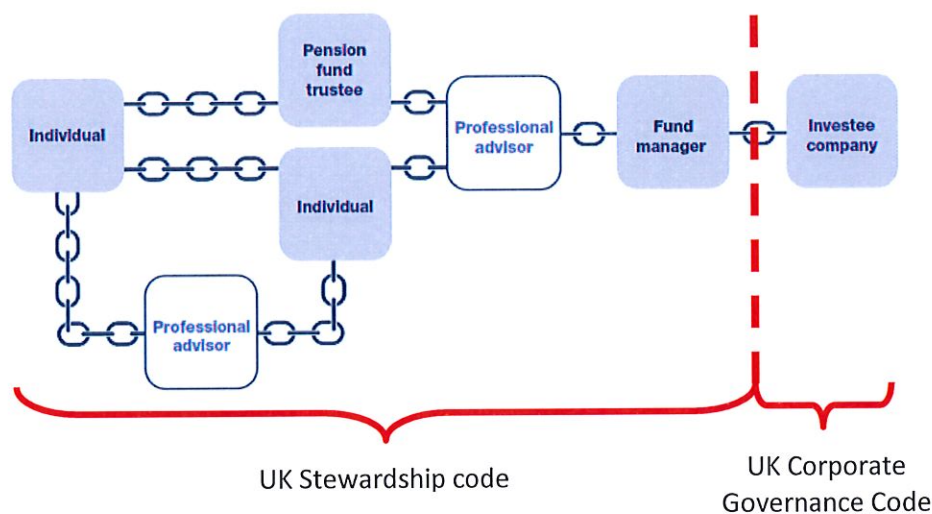 Pension
fund
trustee
Individual
Professional
advisor
Fund
manager
Investee
company
Individual
Professional
advisor
UK Stewardship code
UK Corporate
Governance Code